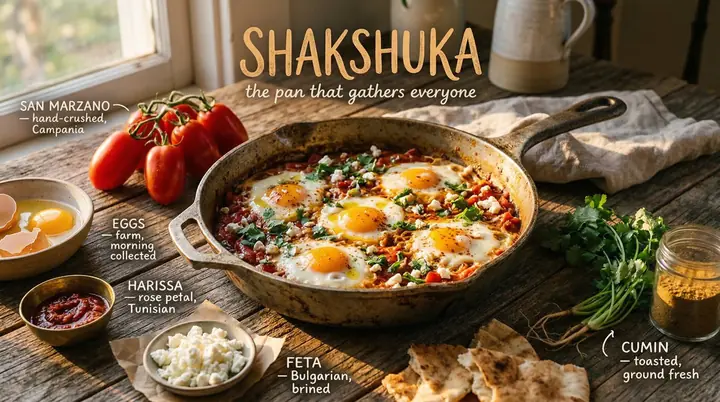 SHAKSHUKA
the pan that gathers everyone
SAN MARZANO
— hand-crushed,
Campania
EGGS
— farm,
morning
collected
HARISSA
— rose petal,
Tunisian
FETA
— Bulgarian,
brined
CUMIN
— toasted,
ground fresh